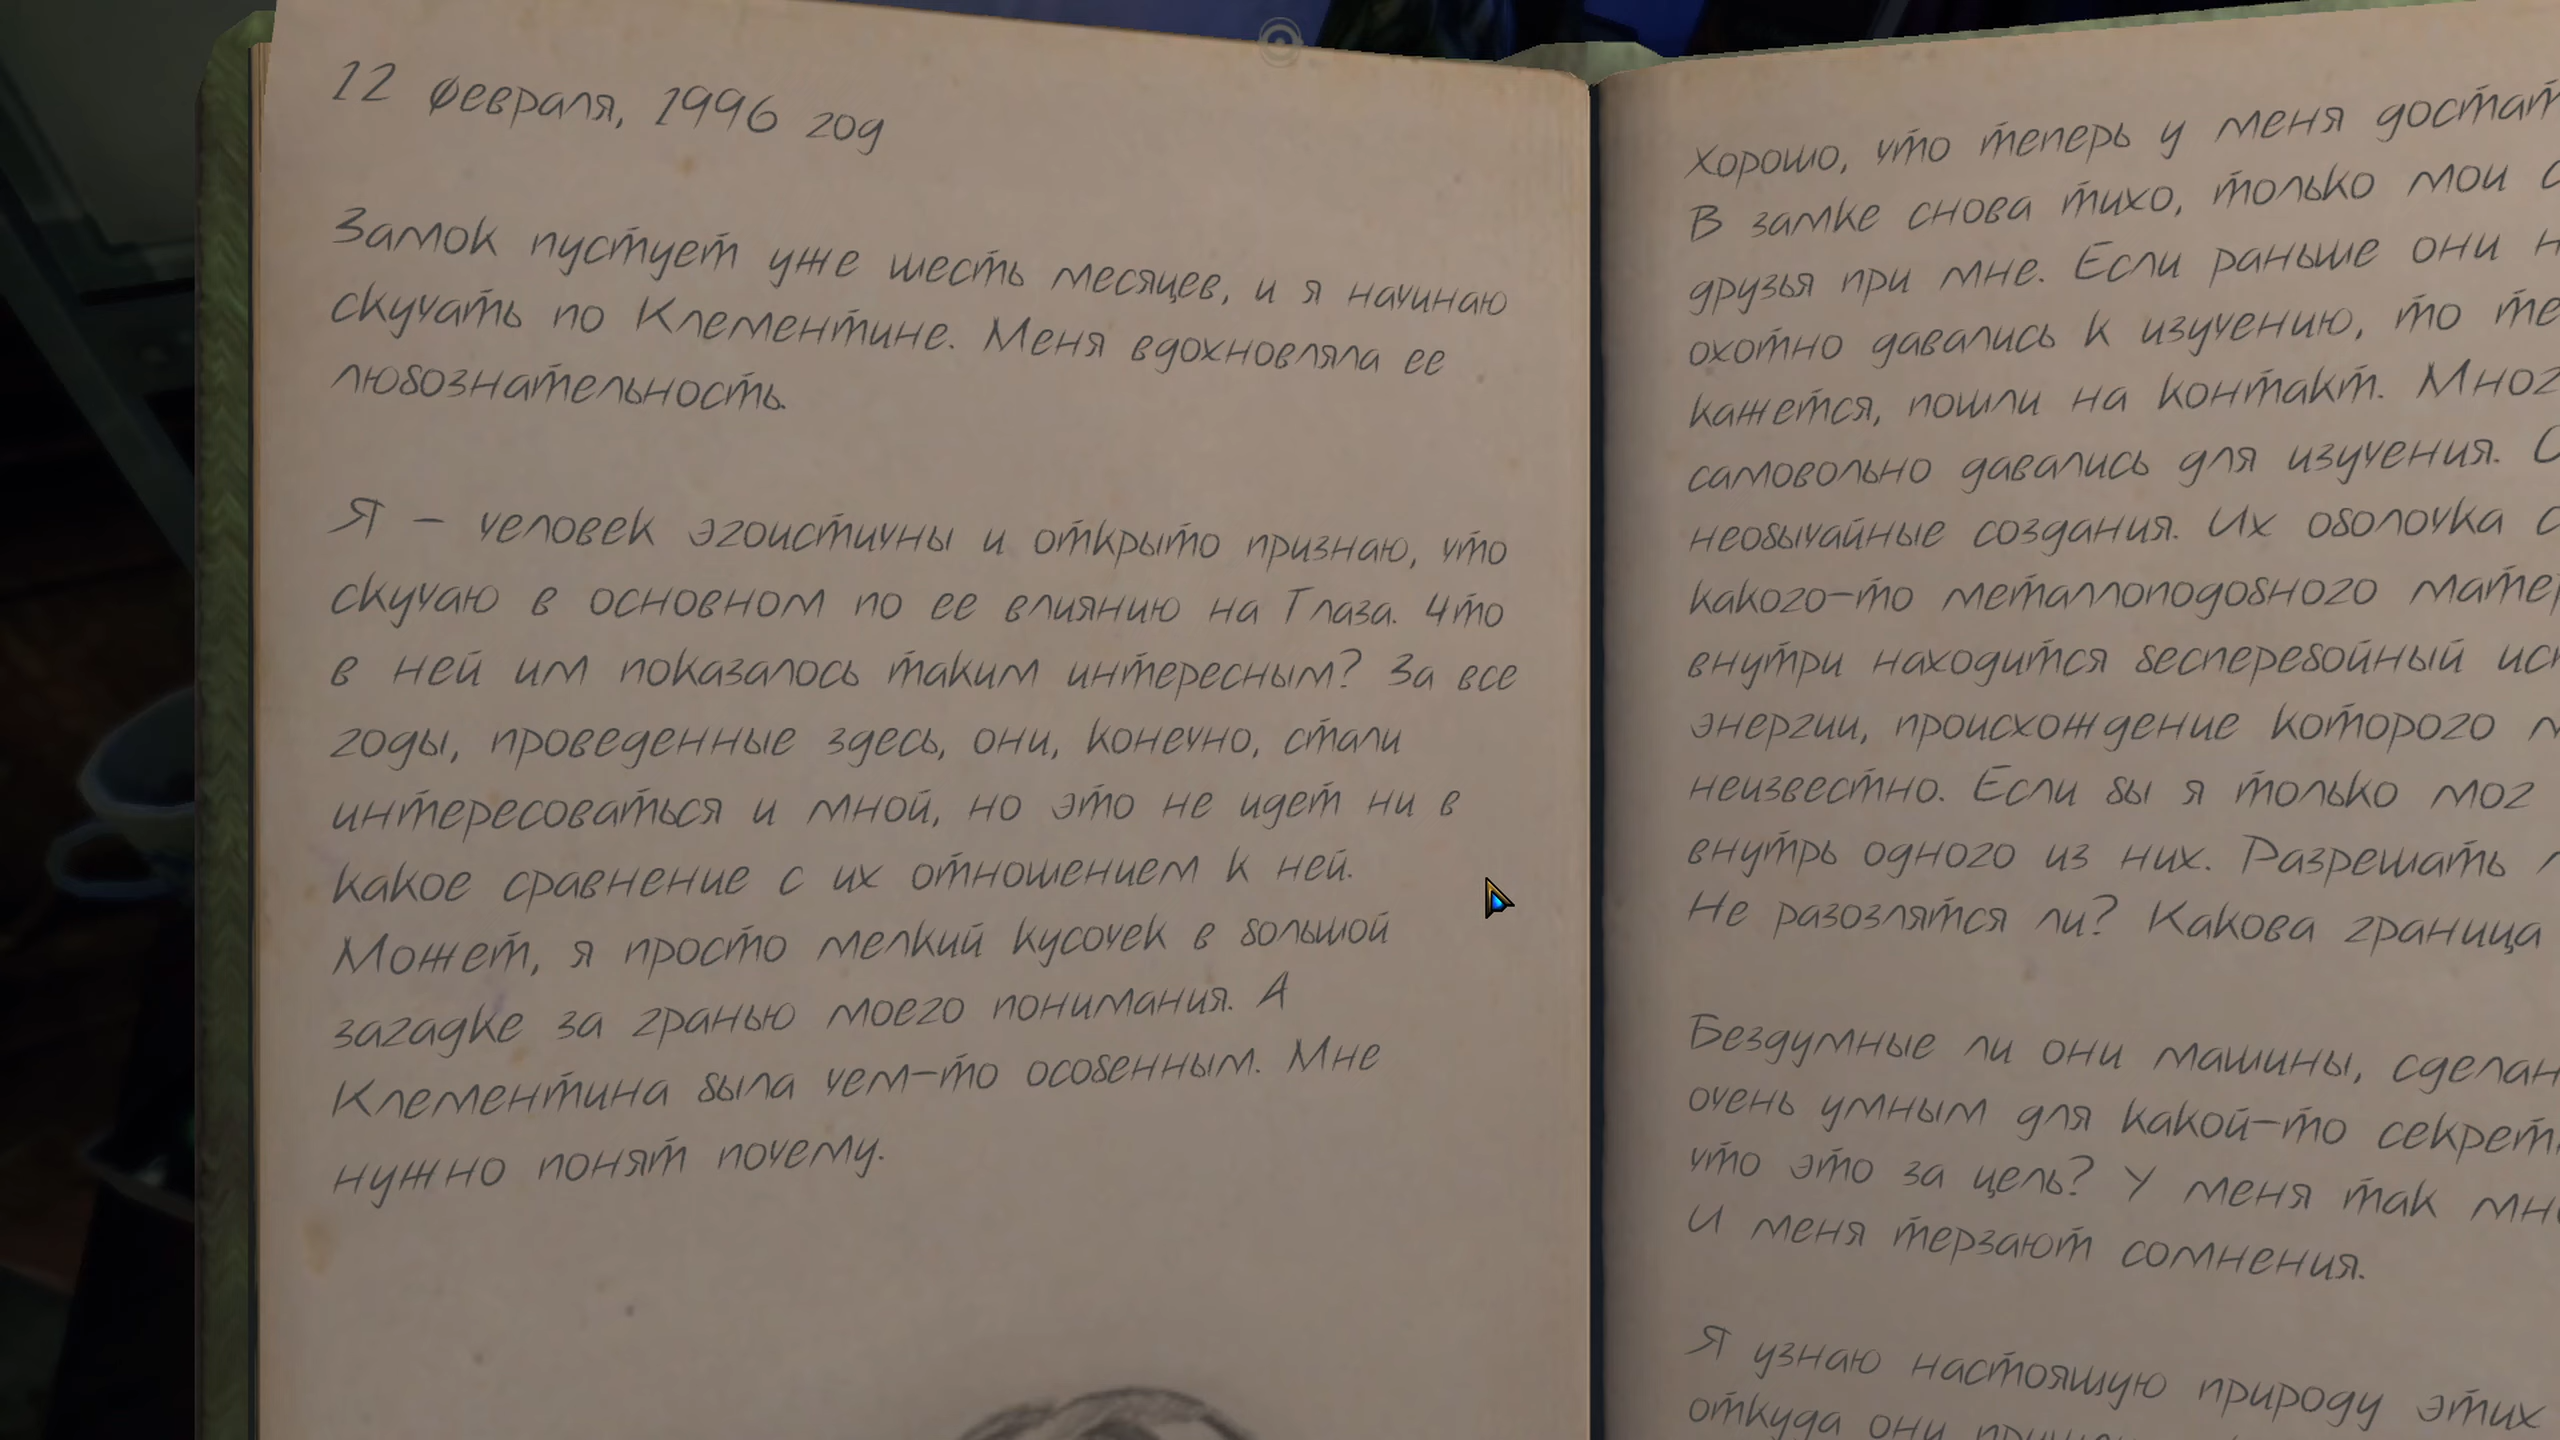 12 февраля, 1996 год
Замок пустует уже шесть месяцев, и я начинаю
скучать по Клементине. Меня вдохновляла ее
любознательность.
Я – человек эгоистичны и открыто признаю, что
скучаю в основном по ее влиянию на Глаза. Что
в ней им показалось таким интересным? За все
годы, проведенные здесь, они, конечно, стали
интересоваться и мной, но это не идет ни в
какое сравнение с их отношением к ней.
Может, я просто мелкий кусочек в большой
загадке за гранью моего понимания. А
Клементина была чем-то особенным. Мне
нужно понят почему.
Хорошо, что теперь у меня
В замке снова тихо, только мои
друзья при мне. Если раньше они
охотно давались к изучению, то
кажется, пошли на контакт.
самовольно давались для изучения.
необычайные создания. Их оболочка
какого-то металлоподобного
внутри находится бесперебойный
энергии, происхождение которого
неизвестно. Если бы я только мог
внутрь одного из них. Разрешать
Не разозлятся ли? Какова граница
Бездумные ли они машины,
очень умным для какой-то
что это за цель? У меня так
И меня терзают сомнения.
Я узнаю настоящую природу этих
откуда они